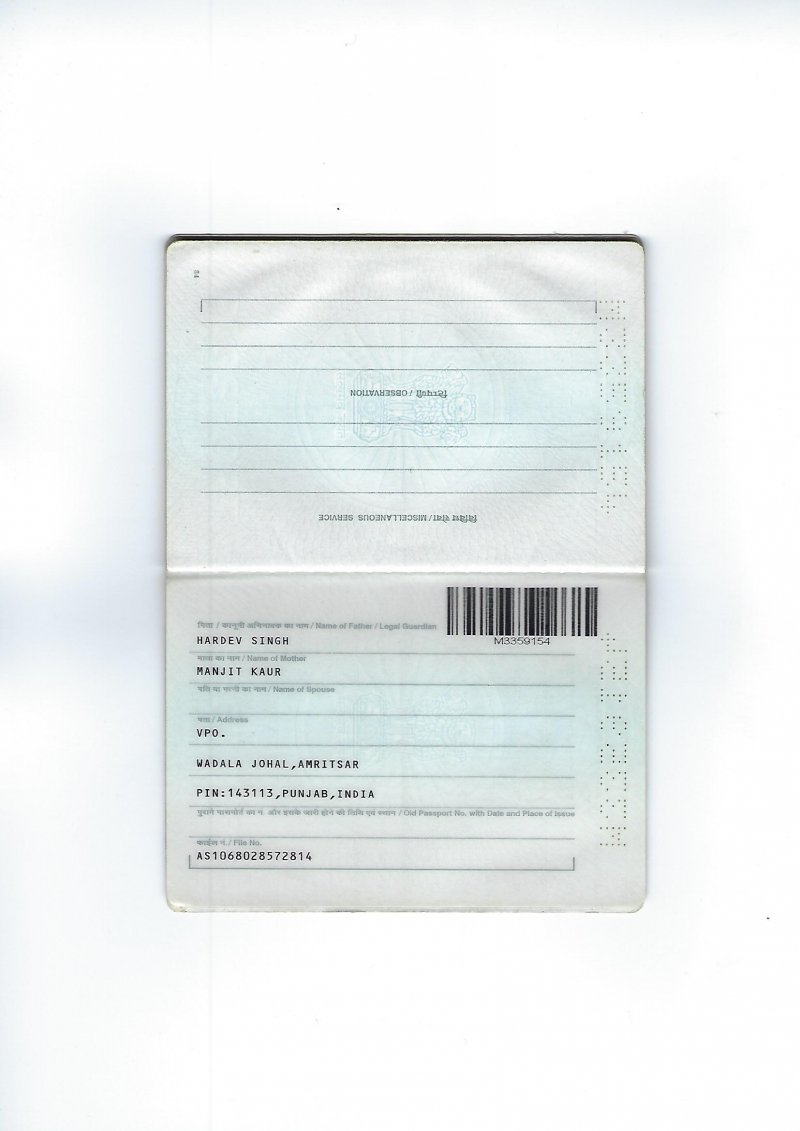 34
टिप्पणी / OBSERVATION
विविध सेवा / MISCELLANEOUS SERVICE
पिता / कानूनी अभिभावक का नाम / Name of Father / Legal Guardian
HARDEV SINGH
M3359154
माता का नाम / Name of Mother
MANJIT KAUR
पति या पत्नी का नाम / Name of Spouse
पता / Address
VPO.
WADALA JOHAL,AMRITSAR
PIN:143113,PUNJAB,INDIA
पुराने पासपोर्ट का नं. और इसके जारी होने की तिथि एवं स्थान / Old Passport No. with Date and Place of Issue
फाईल नं. / File No.
AS1068028572814
M3359154